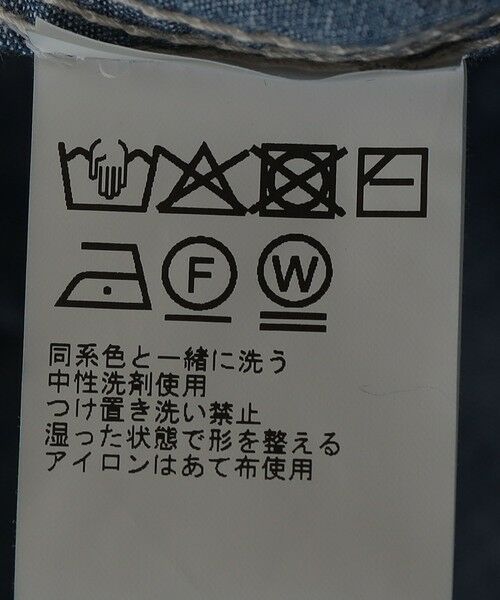 F W
同系色と一緒に洗う
中性洗剤使用
つけ置き洗い禁止
湿った状態で形を整える
アイロンはあて布使用